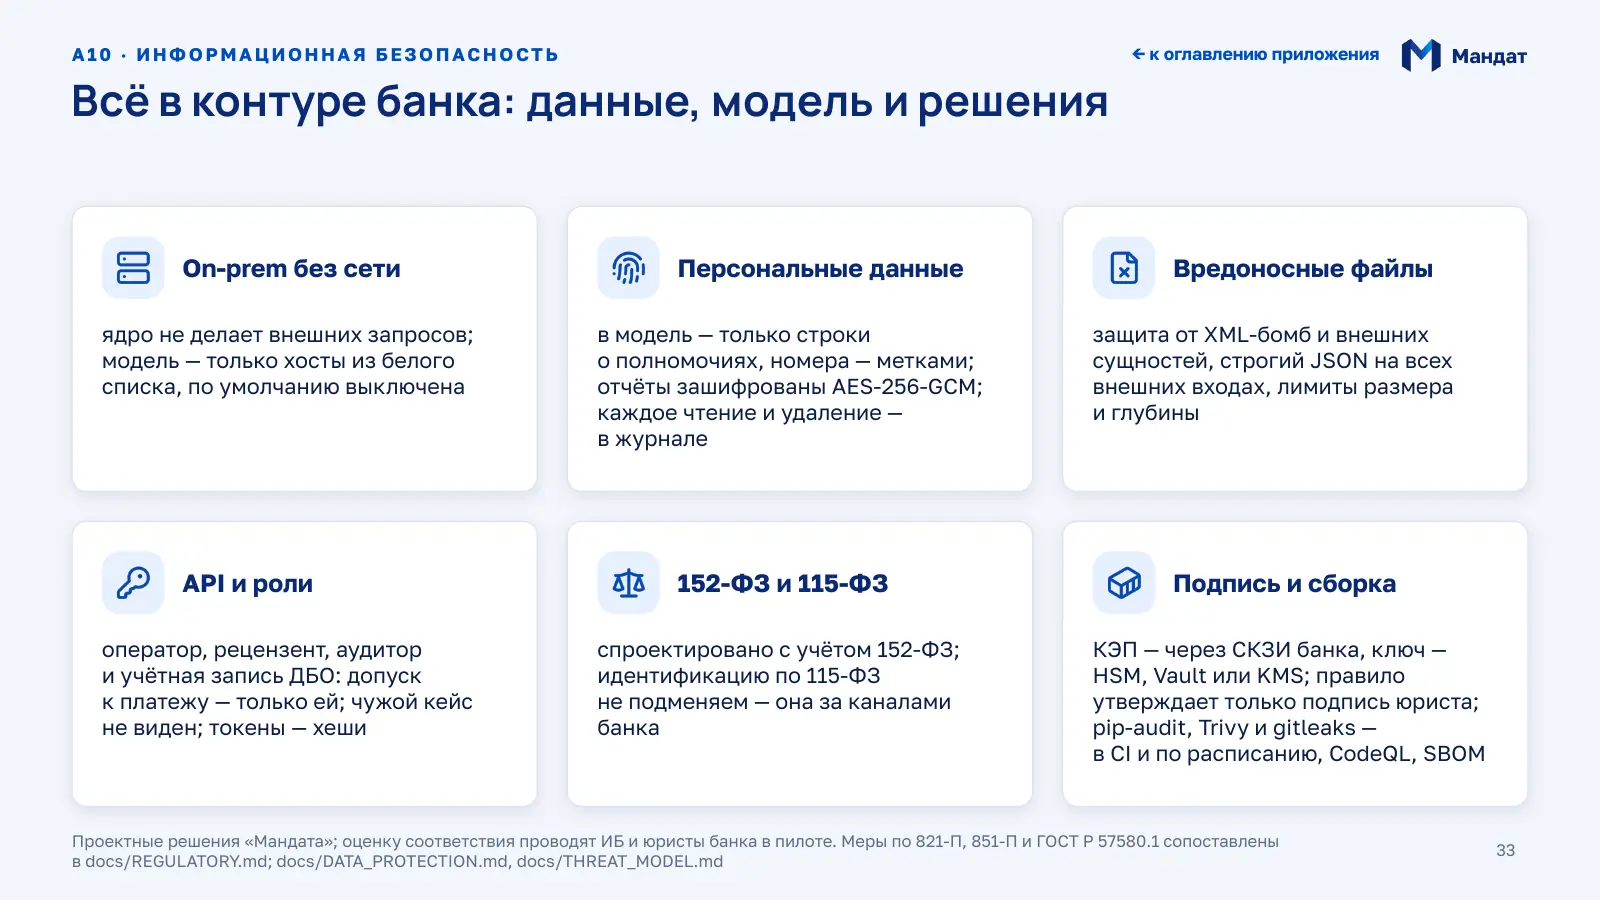 А10 · ИНФОРМАЦИОННАЯ БЕЗОПАСНОСТЬ
← к оглавлению приложения
Мандат
Всё в контуре банка: данные, модель и решения
On-prem без сети
ядро не делает внешних запросов;
модель — только хосты из белого
списка, по умолчанию выключена
Персональные данные
в модель — только строки
о полномочиях, номера — метками;
отчёты зашифрованы AES-256-GCM;
каждое чтение и удаление —
в журнале
Вредоносные файлы
защита от XML-бомб и внешних
сущностей, строгий JSON на всех
внешних входах, лимиты размера
и глубины
API и роли
оператор, рецензент, аудитор
и учётная запись ДБО: допуск
к платежу — только ей; чужой кейс
не виден; токены — хеши
152-ФЗ и 115-ФЗ
спроектировано с учётом 152-ФЗ;
идентификацию по 115-ФЗ
не подменяем — она за каналами
банка
Подпись и сборка
КЭП — через СКЗИ банка, ключ —
HSM, Vault или KMS; правило
утверждает только подпись юриста;
pip-audit, Trivy и gitleaks —
в CI и по расписанию, CodeQL, SBOM
Проектные решения «Мандата»; оценку соответствия проводят ИБ и юристы банка в пилоте. Меры по 821-П, 851-П и ГОСТ Р 57580.1 сопоставлены
в docs/REGULATORY.md; docs/DATA_PROTECTION.md, docs/THREAT_MODEL.md
33